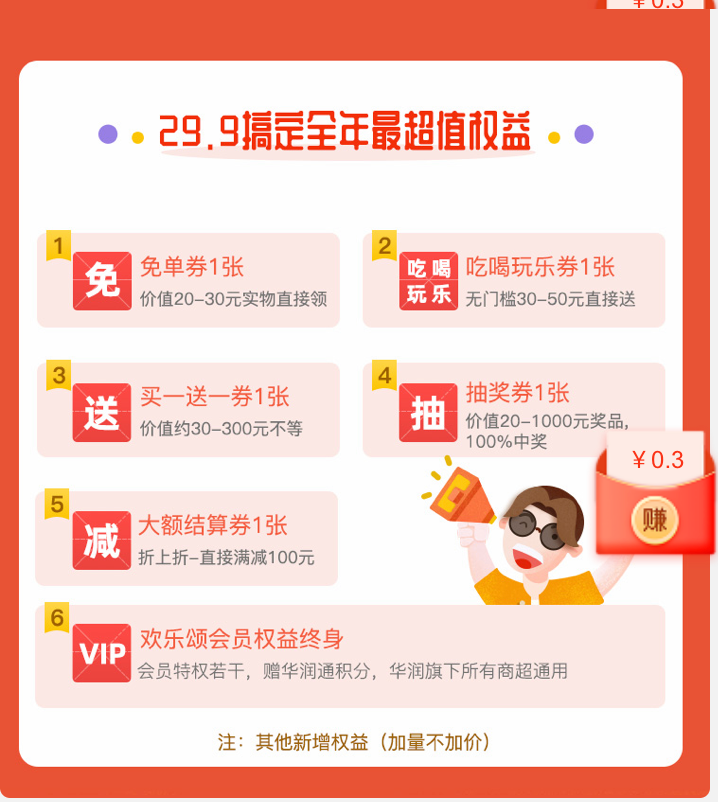 ¥0.3
29.9搞定全年最超值权益
1
免
免单券1张
价值20-30元实物直接领
2
吃喝
玩乐
吃喝玩乐券1张
无门槛30-50元直接送
3
送
买一送一券1张
价值约30-300元不等
4
抽
抽奖券1张
价值20-1000元奖品,
100%中奖
¥0.3
赚
5
减
大额结算券1张
折上折-直接满减100元
6
VIP
欢乐颂会员权益终身
会员特权若干，赠华润通积分，华润旗下所有商超通用
注：其他新增权益（加量不加价）